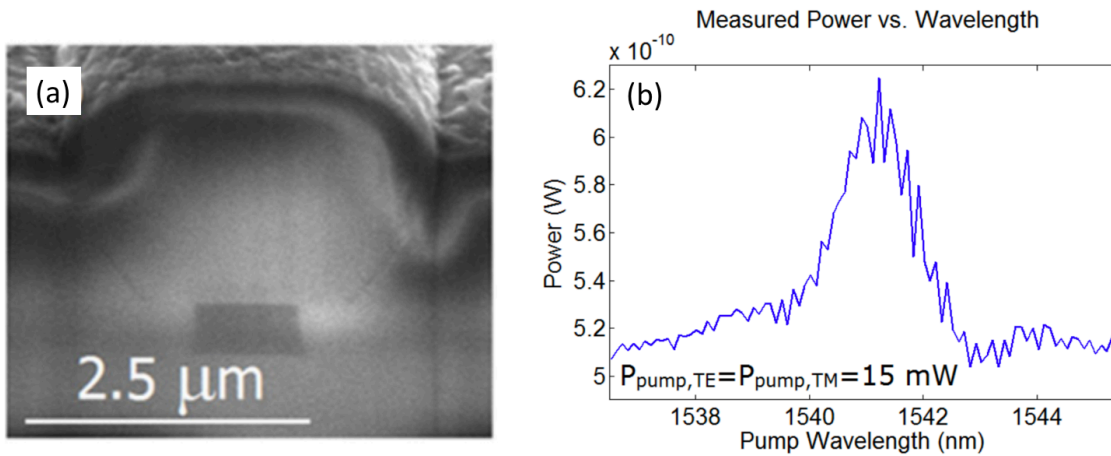 (a)
2.5 μm
Measured Power vs. Wavelength
x 10⁻¹⁰
(b)
6.2
6
5.8
5.6
5.4
5.2
5
Power (W)
P_pump,TE=P_pump,TM=15 mW
1538
1540
1542
1544
Pump Wavelength (nm)